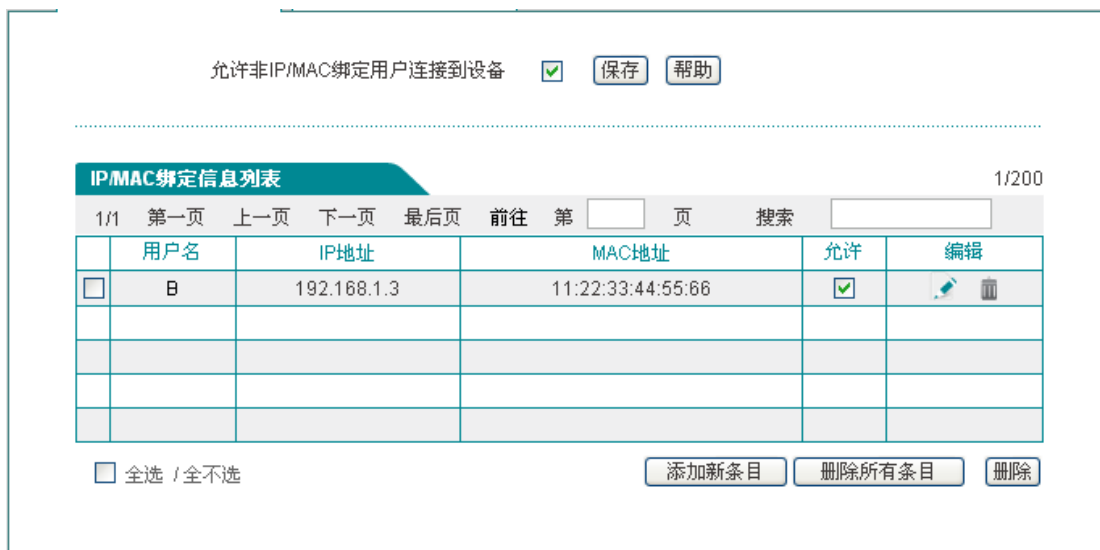 允许非IP/MAC绑定用户连接到设备 保存 帮助
IP/MAC绑定信息列表 1/200
1/1 第一页 上一页 下一页 最后页 前往 第 页 搜索
用户名 IP地址 MAC地址 允许 编辑
B 192.168.1.3 11:22:33:44:55:66
全选 / 全不选 添加新条目 删除所有条目 删除